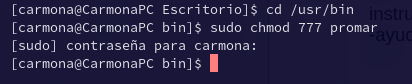 [carmona@CarmonaPC Escritorio]$ cd /usr/bin
[carmona@CarmonaPC bin]$ sudo chmod 777 promar
[sudo] contraseña para carmona:
[carmona@CarmonaPC bin]$